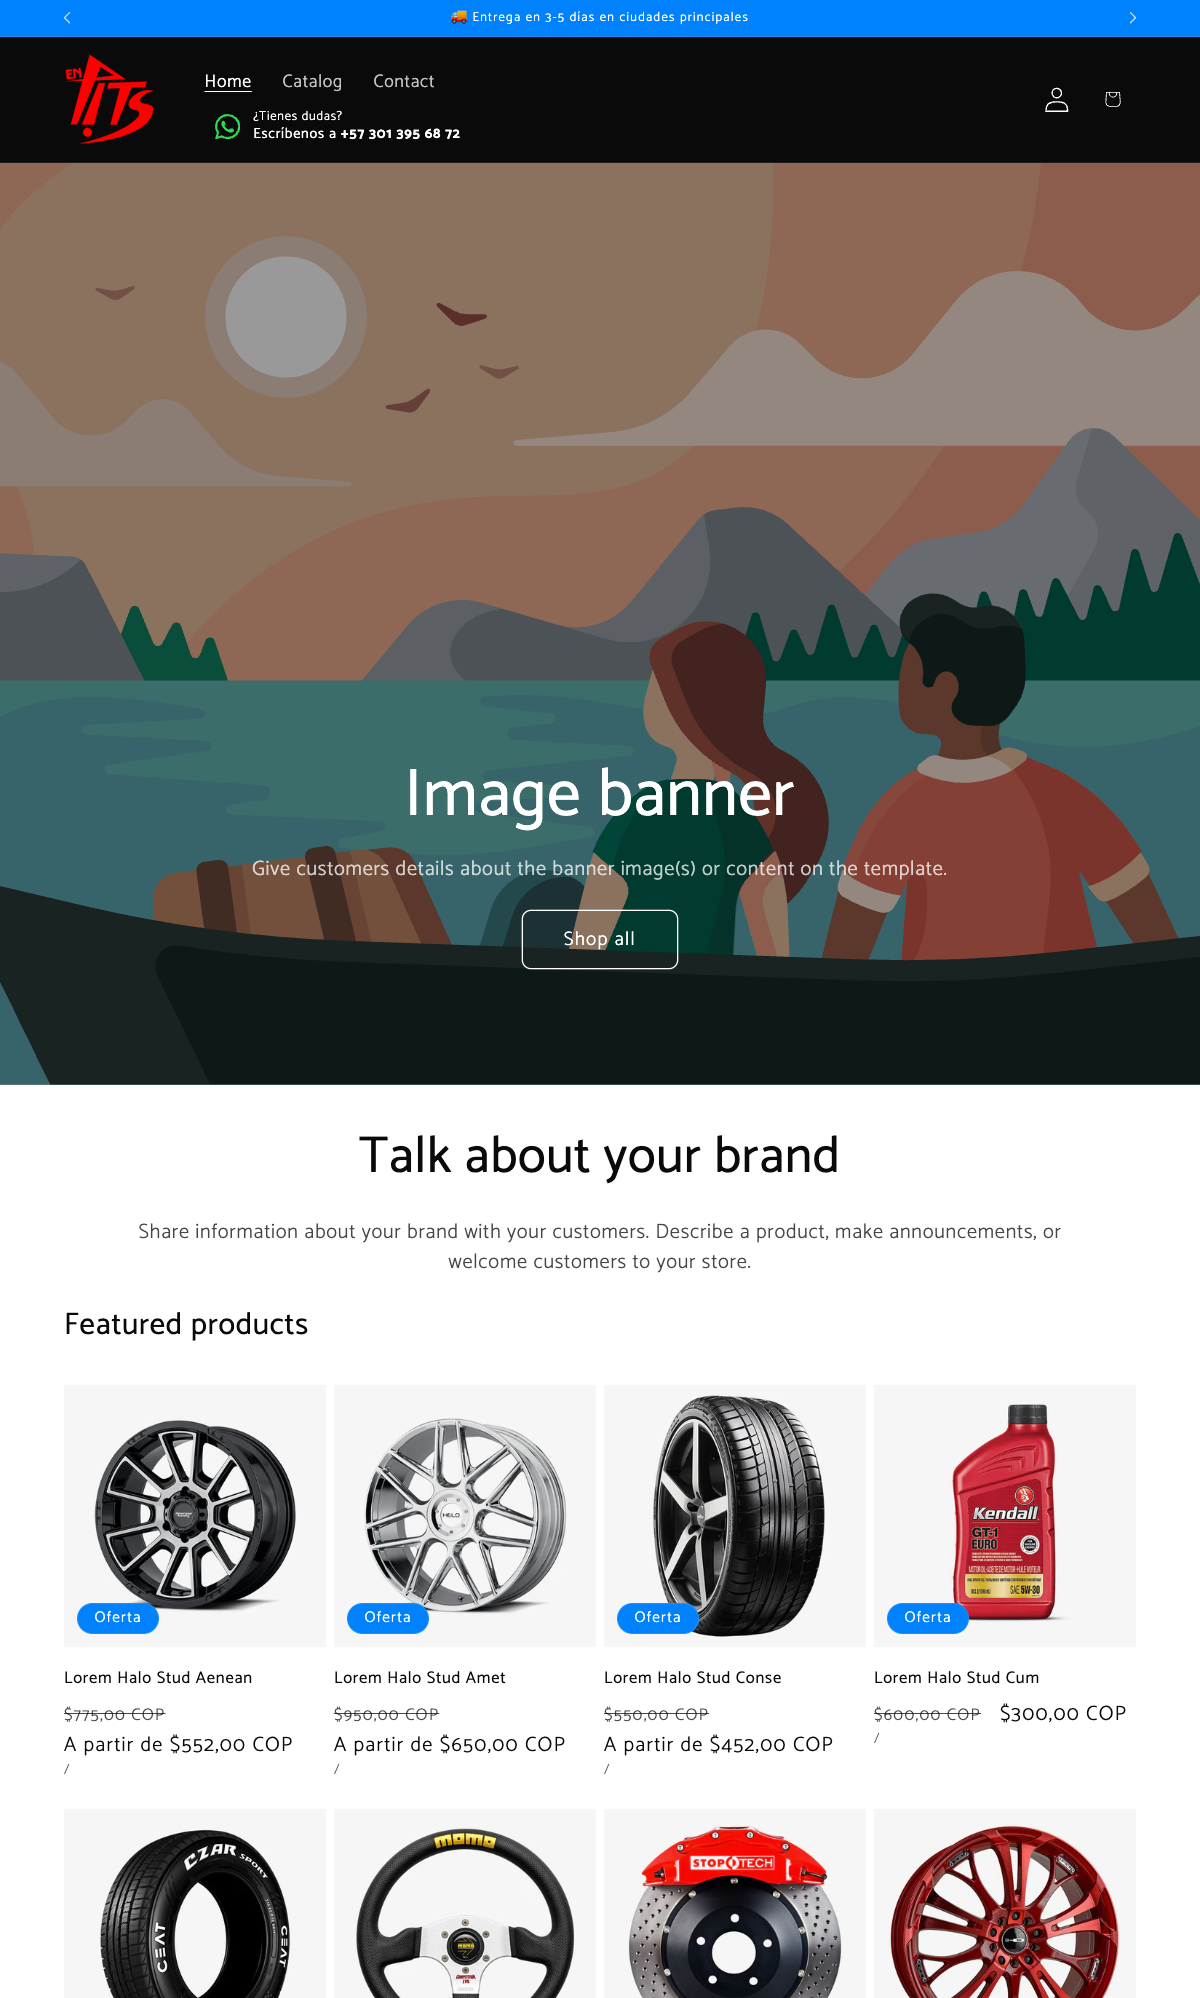 🚚 Entrega en 3-5 días en ciudades principales
EN PITS
Home Catalog Contact
¿Tienes dudas?
Escríbenos a +57 301 395 68 72
Image banner
Give customers details about the banner image(s) or content on the template.
Shop all
Talk about your brand
Share information about your brand with your customers. Describe a product, make announcements, or
welcome customers to your store.
Featured products
HELO
Kendall
GT-1
EURO
SAE 5W-30
Oferta
Oferta
Oferta
Oferta
Lorem Halo Stud Aenean
$775,00 COP
A partir de $552,00 COP
/
Lorem Halo Stud Amet
$950,00 COP
A partir de $650,00 COP
/
Lorem Halo Stud Conse
$550,00 COP
A partir de $452,00 COP
/
Lorem Halo Stud Cum
$600,00 COP $300,00 COP
/
CZAR SPORT
CEAT
CEAT
momo
momo
STOPTECH